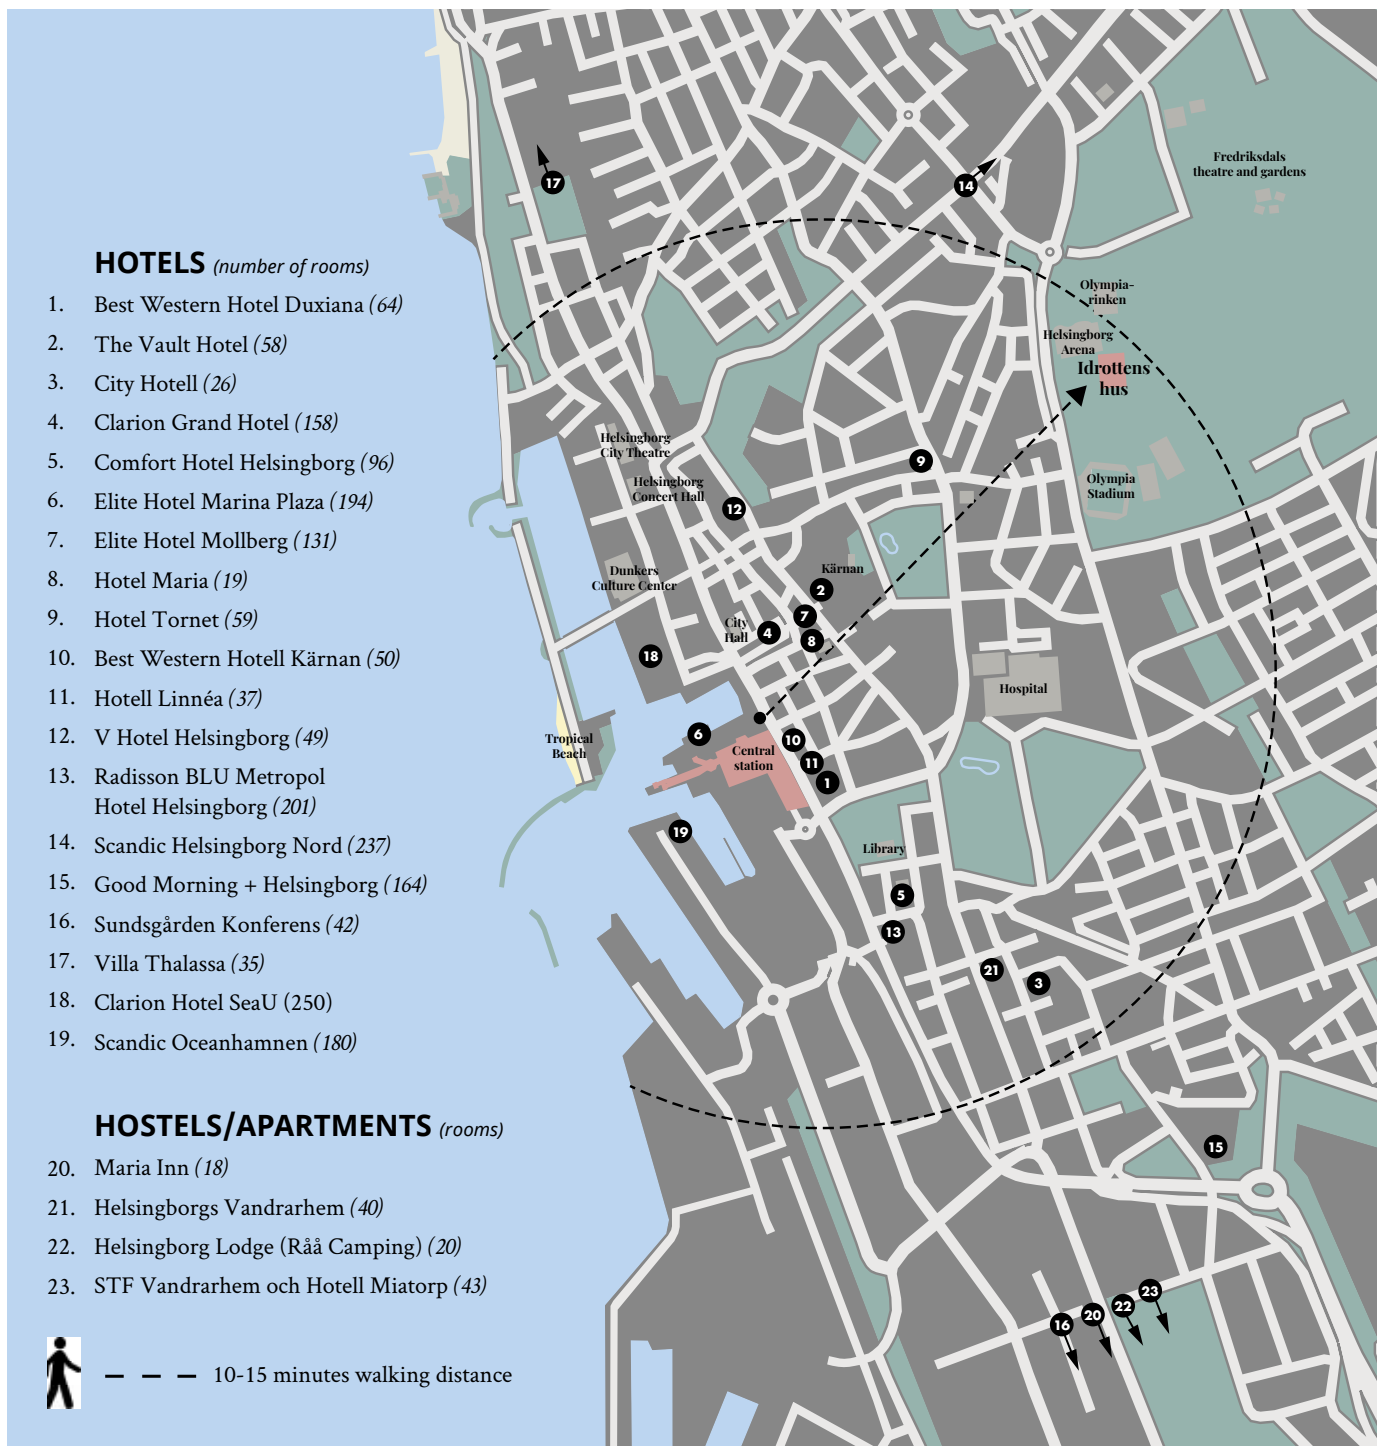 HOTELS (number of rooms)
1. Best Western Hotel Duxiana (64)
2. The Vault Hotel (58)
3. City Hotell (26)
4. Clarion Grand Hotel (158)
5. Comfort Hotel Helsingborg (96)
6. Elite Hotel Marina Plaza (194)
7. Elite Hotel Mollberg (131)
8. Hotel Maria (19)
9. Hotel Tornet (59)
10. Best Western Hotell Kärnan (50)
11. Hotell Linnéa (37)
12. V Hotel Helsingborg (49)
13. Radisson BLU Metropol
Hotel Helsingborg (201)
14. Scandic Helsingborg Nord (237)
15. Good Morning + Helsingborg (164)
16. Sundsgården Konferens (42)
17. Villa Thalassa (35)
18. Clarion Hotel SeaU (250)
19. Scandic Oceanhamnen (180)
HOSTELS/APARTMENTS (rooms)
20. Maria Inn (18)
21. Helsingborgs Vandrarhem (40)
22. Helsingborg Lodge (Råå Camping) (20)
23. STF Vandrarhem och Hotell Miatorp (43)
10-15 minutes walking distance
Fredriksdals
theatre and gardens
17
14
Olympia-
rinken
Helsingborg
Arena
Idrottens
hus
Helsingborg
City Theatre
9
Helsingborg
Concert Hall
Olympia
Stadium
12
Dunkers
Culture Center
Kärnan
2
7
City
Hall
4
8
18
Hospital
6
Tropical
Beach
Central
station
10
11
1
19
Library
5
13
21
3
15
16
20
22
23